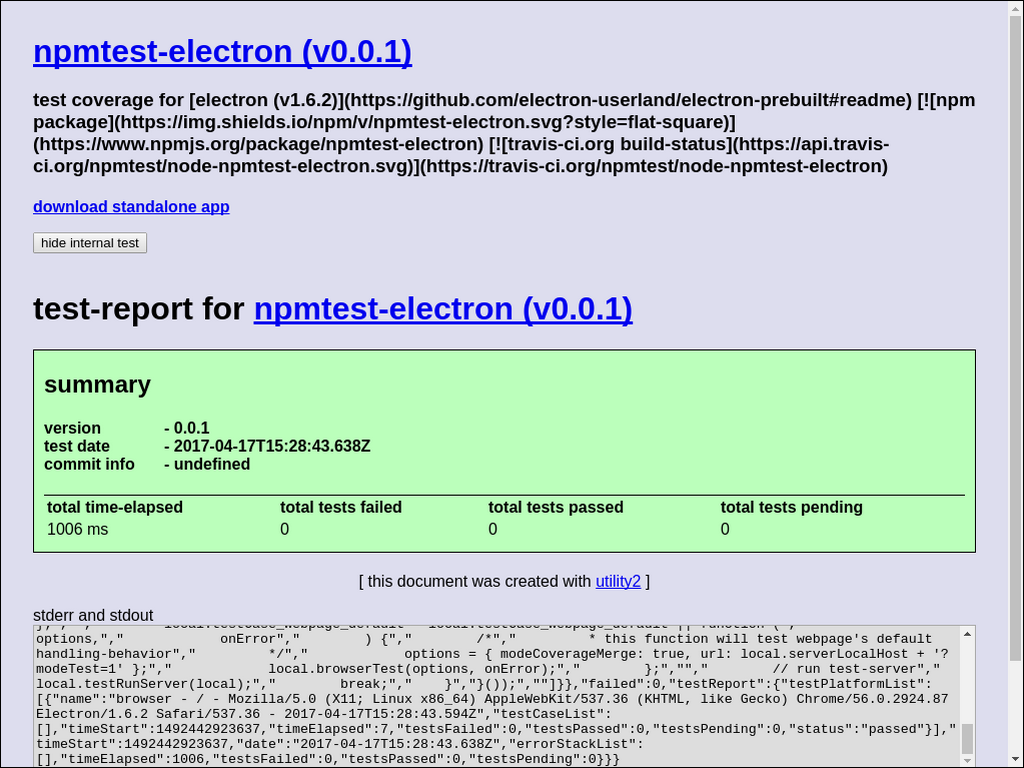 npmtest-electron (v0.0.1)
test coverage for [electron (v1.6.2)](https://github.com/electron-userland/electron-prebuilt#readme) [![npm
package](https://img.shields.io/npm/v/npmtest-electron.svg?style=flat-square)]
(https://www.npmjs.org/package/npmtest-electron) [![travis-ci.org build-status](https://api.travis-
ci.org/npmtest/node-npmtest-electron.svg)](https://travis-ci.org/npmtest/node-npmtest-electron)
download standalone app
hide internal test
test-report for npmtest-electron (v0.0.1)
summary
version - 0.0.1
test date - 2017-04-17T15:28:43.638Z
commit info - undefined
total time-elapsed total tests failed total tests passed total tests pending
1006 ms 0 0 0
[ this document was created with utility2 ]
stderr and stdout
options,"," onError"," ) {"," /*"," * this function will test webpage's default
handling-behavior"," */"," options = { modeCoverageMerge: true, url: local.serverLocalHost + '?
modeTest=1' };"," local.browserTest(options, onError);"," };",""," // run test-server","
local.testRunServer(local);"," break;"," }","}());",""]}},"failed":0,"testReport":{"testPlatformList":
[{"name":"browser - / - Mozilla/5.0 (X11; Linux x86_64) AppleWebKit/537.36 (KHTML, like Gecko) Chrome/56.0.2924.87
Electron/1.6.2 Safari/537.36 - 2017-04-17T15:28:43.594Z","testCaseList":
[],"timeStart":1492442923637,"timeElapsed":7,"testsFailed":0,"testsPassed":0,"testsPending":0,"status":"passed"}],"
timeStart":1492442923637,"date":"2017-04-17T15:28:43.638Z","errorStackList":
[],"timeElapsed":1006,"testsFailed":0,"testsPassed":0,"testsPending":0}}}